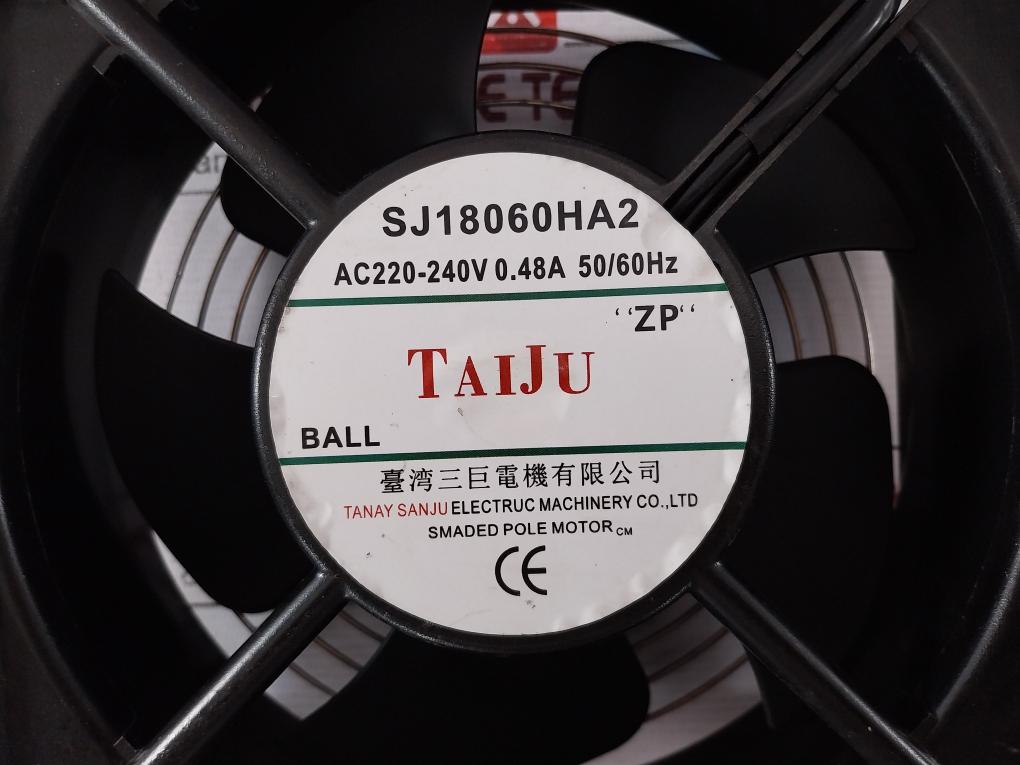 SJ18060HA2
AC220-240V 0.48A 50/60Hz
‘‘ZP‘‘
TAIJU
BALL
臺湾三巨電機有限公司
TANAY SANJU ELECTRUC MACHINERY CO.,LTD
SMADED POLE MOTOR CM
CE